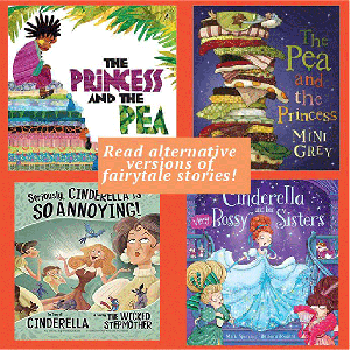 THE
PRINCESS
AND THE
PEA
The
Pea
and
the
Princess
MINI
GREY
Read alternative
versions of
fairytale stories!
Seriously, CINDERELLA IS
SO ANNOYING!
CINDERELLA
THE WICKED
STEPMOTHER
Cinderella
and her
very
Bossy
Sisters